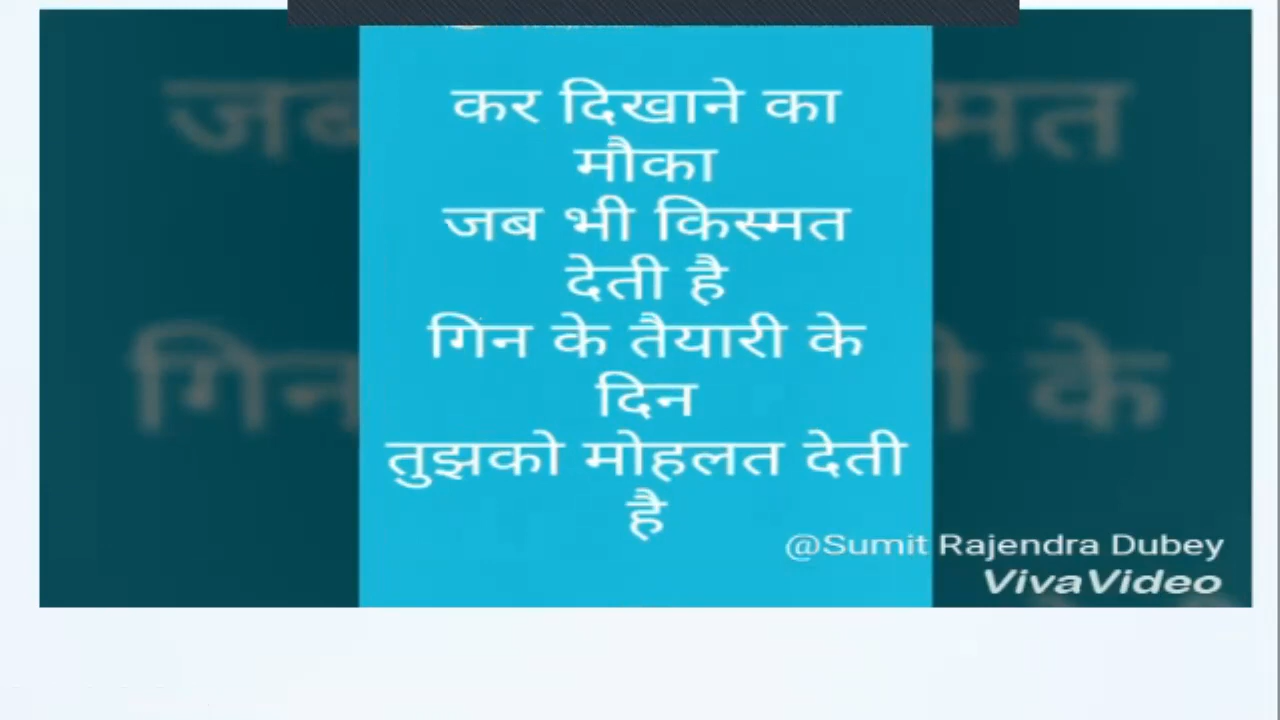 कर दिखाने का
मौका
जब भी किस्मत
देती है
गिन के तैयारी के
दिन
तुझको मोहलत देती
है
@Sumit Rajendra Dubey
VivaVideo